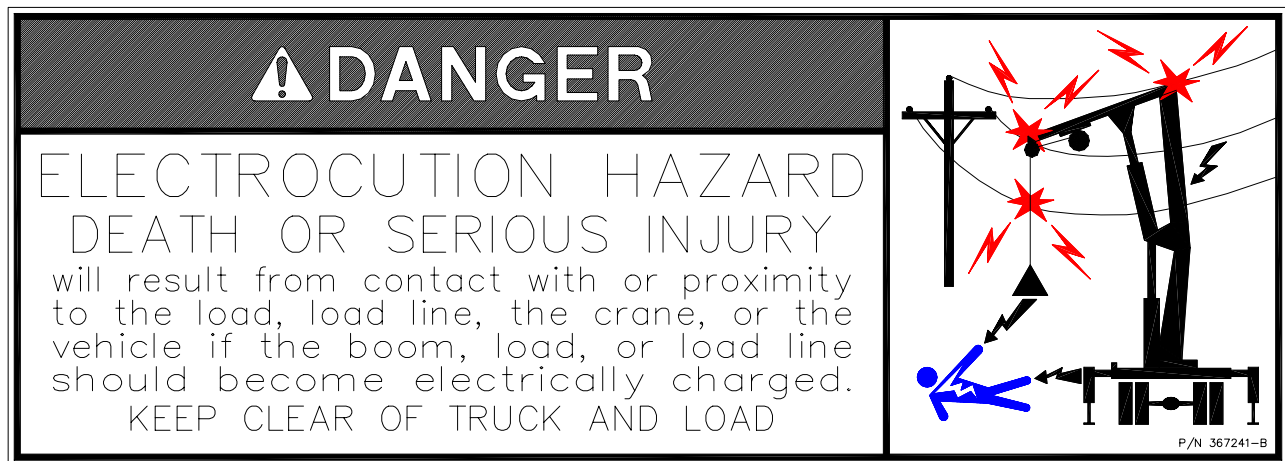 DANGER
ELECTROCUTION HAZARD
DEATH OR SERIOUS INJURY
will result from contact with or proximity
to the load, load line, the crane, or the
vehicle if the boom, load, or load line
should become electrically charged.
KEEP CLEAR OF TRUCK AND LOAD
P/N 367241-B